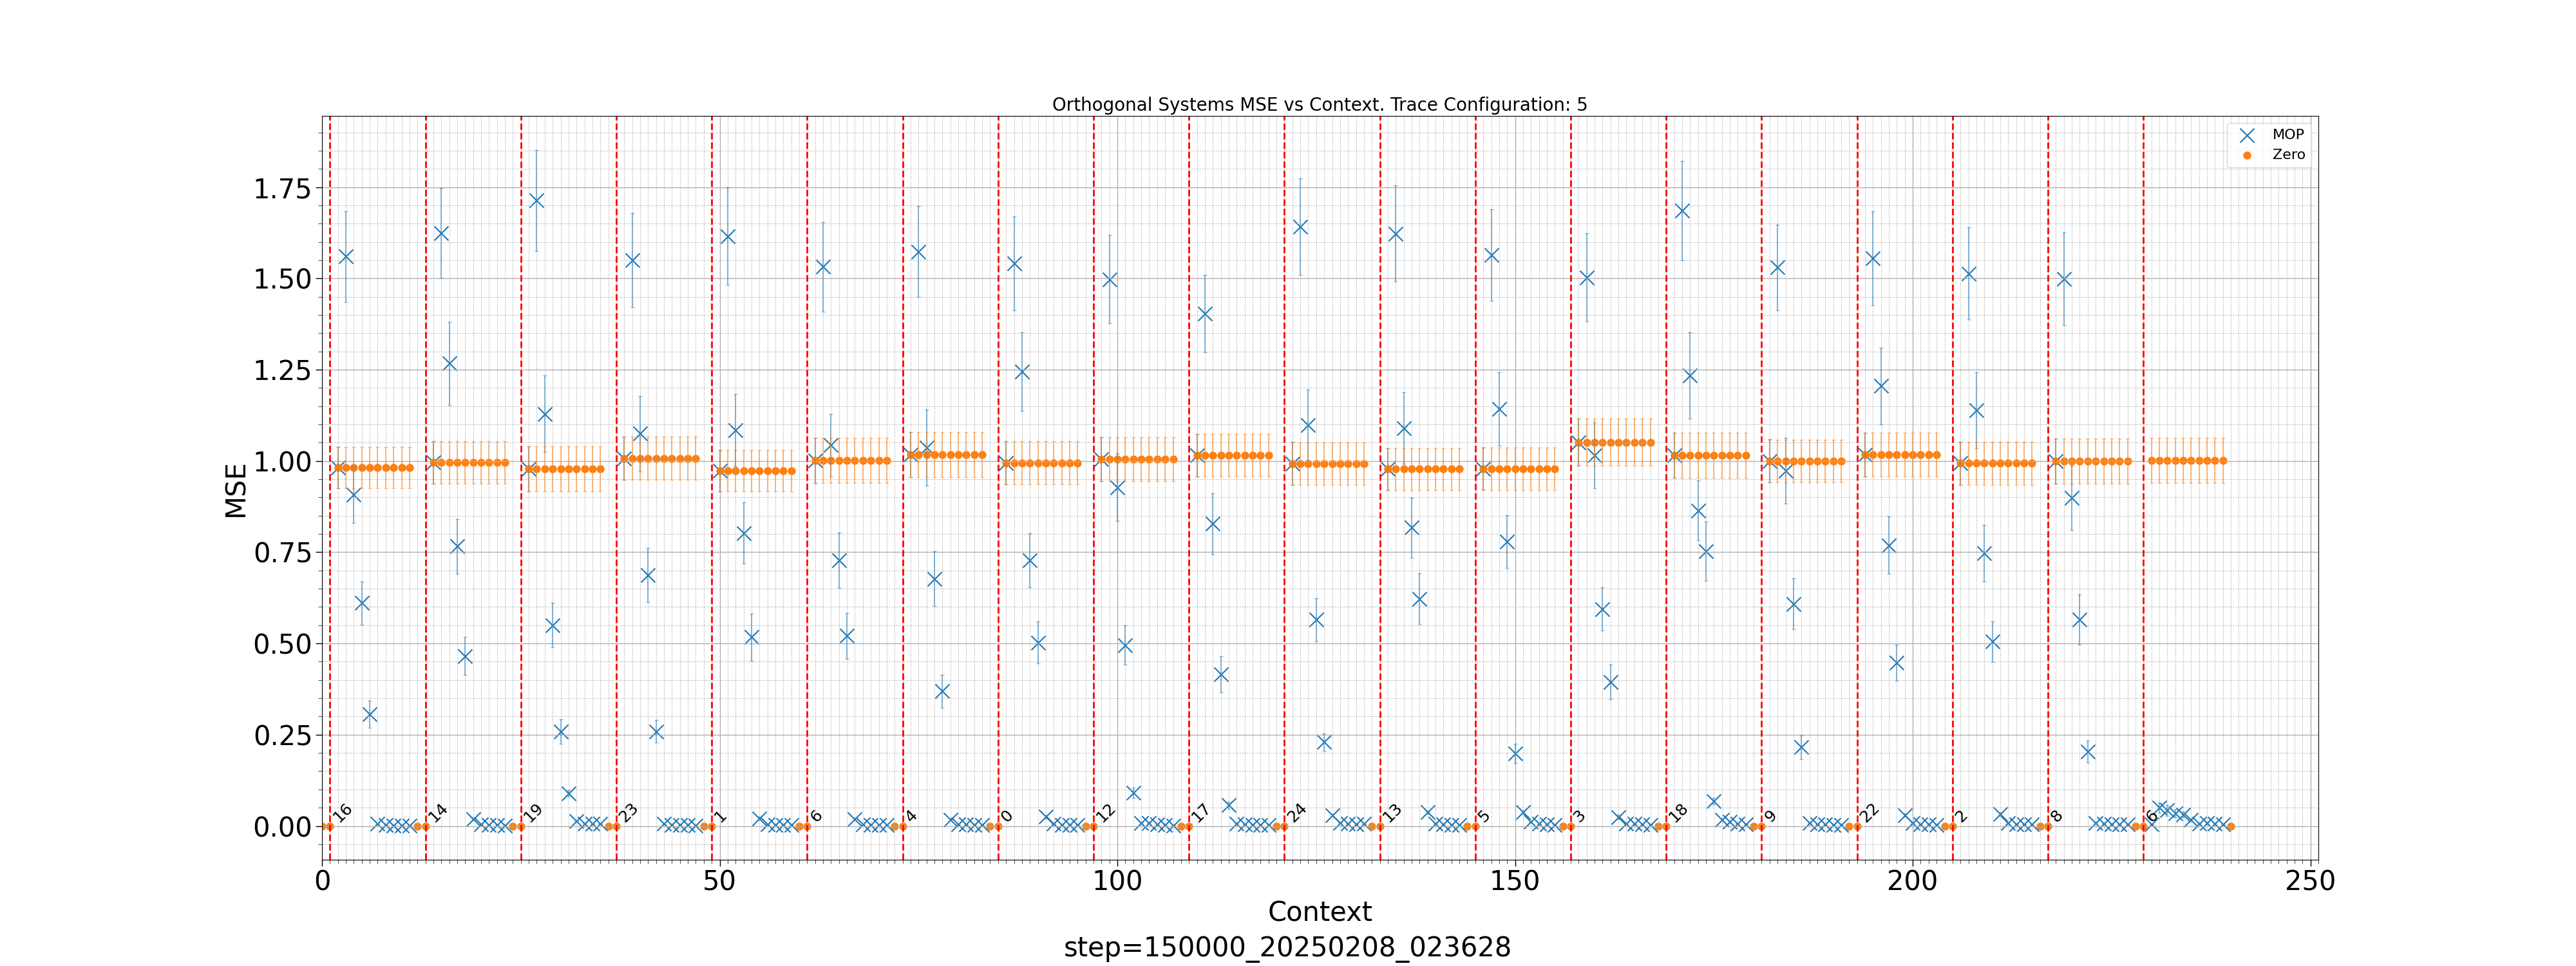 Orthogonal Systems MSE vs Context. Trace Configuration: 5
MOP
Zero
MSE
1.75
1.50
1.25
1.00
0.75
0.50
0.25
0.00
16 14 19 23 1 6 4 0 12 17 24 13 5 3 18 9 22 2 8 6
0 50 100 150 200 250
Context
step=150000_20250208_023628